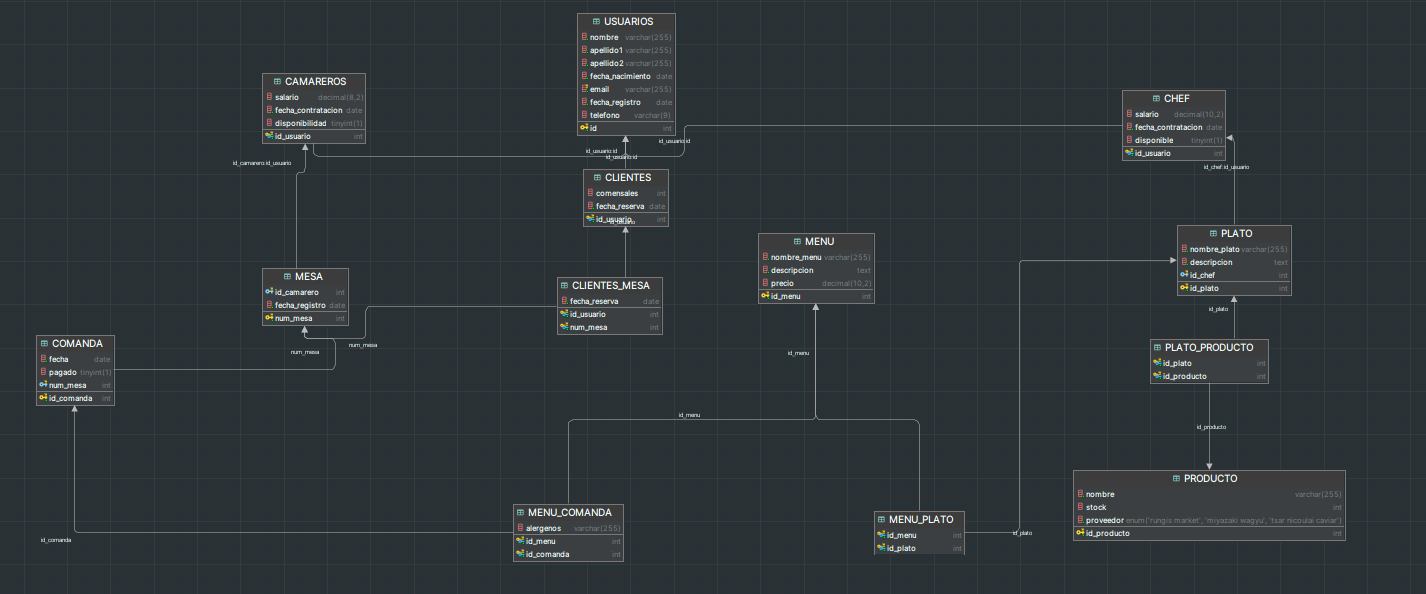 USUARIOS
nombre varchar(255)
apellido1 varchar(255)
apellido2 varchar(255)
fecha_nacimiento date
email varchar(255)
fecha_registro date
telefono varchar(9)
id int
CAMAREROS
salario decimal(8,2)
fecha_contratacion date
disponibilidad tinyint(1)
id_usuario int
CHEF
salario decimal(10,2)
fecha_contratacion date
disponible tinyint(1)
id_usuario int
id_usuario:id
id_usuario:id
id_usuario:id
id_camarero:id_usuario
id_chef:id_usuario
CLIENTES
comensales int
fecha_reserva date
id_usuario int
id_usuario
PLATO
nombre_plato varchar(255)
descripcion text
id_chef int
id_plato int
MENU
nombre_menu varchar(255)
descripcion text
precio decimal(10,2)
id_menu int
MESA
id_camarero int
fecha_registro date
num_mesa int
CLIENTES_MESA
fecha_reserva date
id_usuario int
num_mesa int
id_plato
COMANDA
fecha date
pagado tinyint(1)
num_mesa int
id_comanda int
num_mesa
num_mesa
id_menu
PLATO_PRODUCTO
id_plato int
id_producto int
id_menu
id_producto
PRODUCTO
nombre varchar(255)
stock int
proveedor enum('rungis market', 'miyazaki wagyu', 'tsar nicoulai caviar')
id_producto int
MENU_COMANDA
alergenos varchar(255)
id_menu int
id_comanda int
MENU_PLATO
id_menu int
id_plato int
id_plato
id_comanda